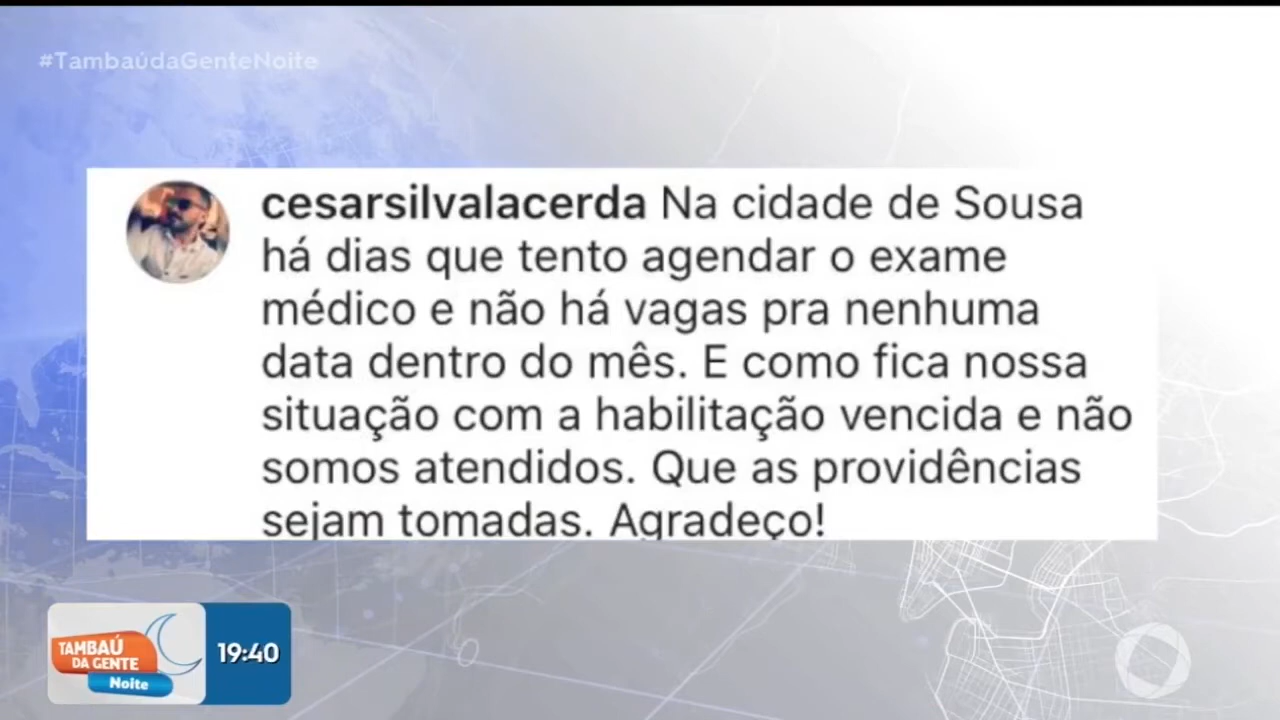 #TambaúdaGenteNoite
cesarsilvalacerda Na cidade de Sousa
há dias que tento agendar o exame
médico e não há vagas pra nenhuma
data dentro do mês. E como fica nossa
situação com a habilitação vencida e não
somos atendidos. Que as providências
sejam tomadas. Agradeço!
TAMBAÚ
DA GENTE
Noite
19:40